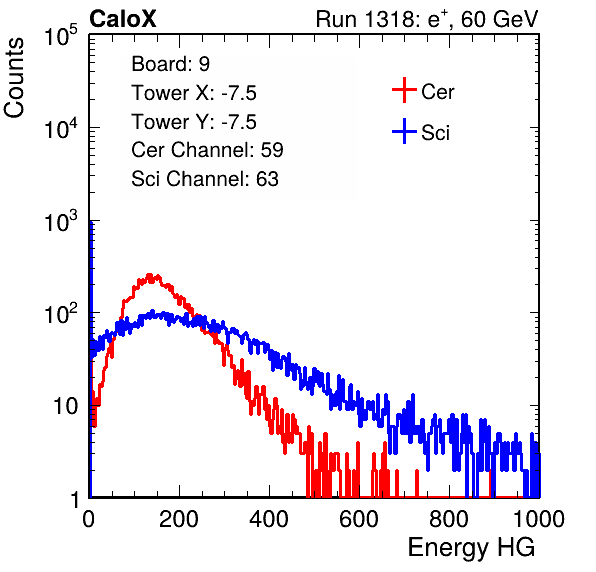 CaloX Run 1318: e+, 60 GeV
Counts
10^5
10^4
10^3
10^2
10
1
Board: 9
Tower X: -7.5
Tower Y: -7.5
Cer Channel: 59
Sci Channel: 63
Cer
Sci
0 200 400 600 800 1000
Energy HG